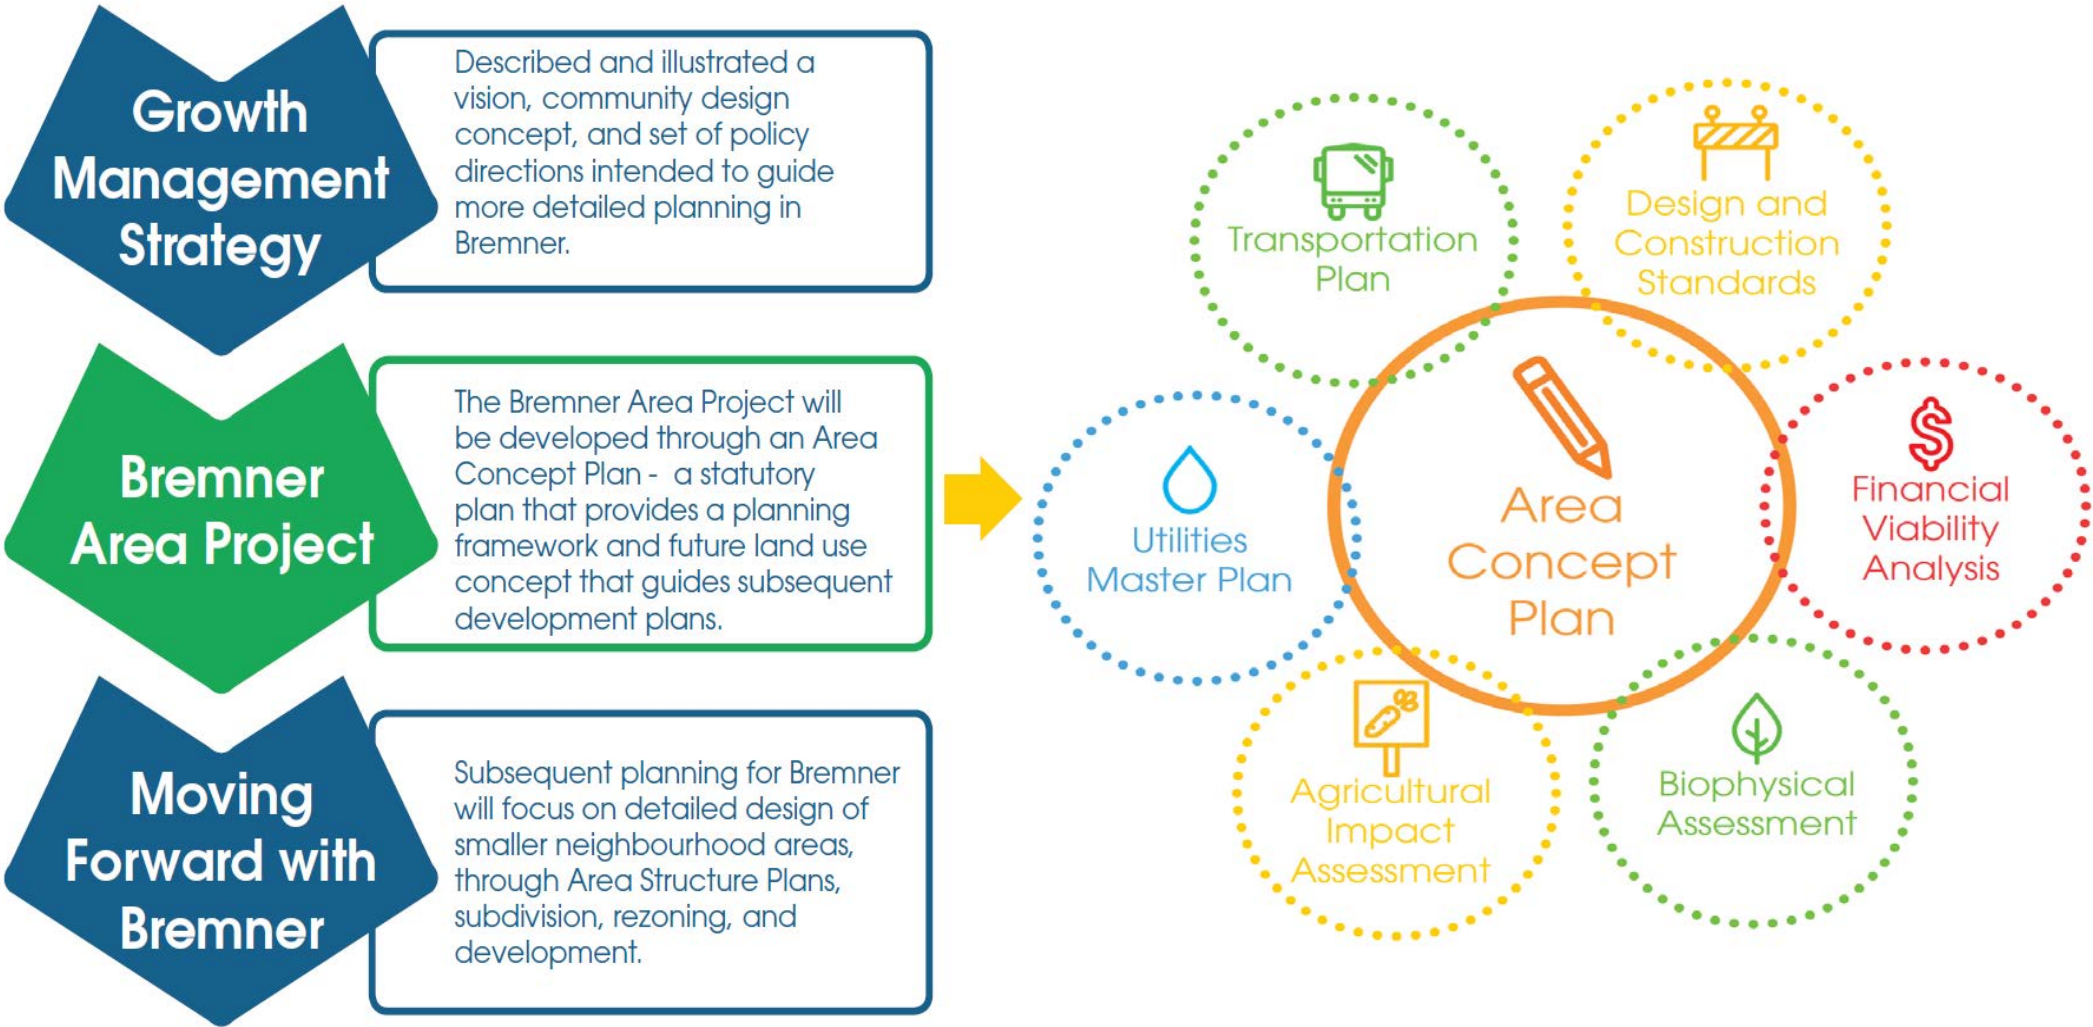 Growth
Management
Strategy
Described and illustrated a
vision, community design
concept, and set of policy
directions intended to guide
more detailed planning in
Bremner.
Bremner
Area Project
The Bremner Area Project will
be developed through an Area
Concept Plan - a statutory
plan that provides a planning
framework and future land use
concept that guides subsequent
development plans.
Moving
Forward with
Bremner
Subsequent planning for Bremner
will focus on detailed design of
smaller neighbourhood areas,
through Area Structure Plans,
subdivision, rezoning, and
development.
Transportation
Plan
Design and
Construction
Standards
Utilities
Master Plan
Area
Concept
Plan
Financial
Viability
Analysis
Agricultural
Impact
Assessment
Biophysical
Assessment